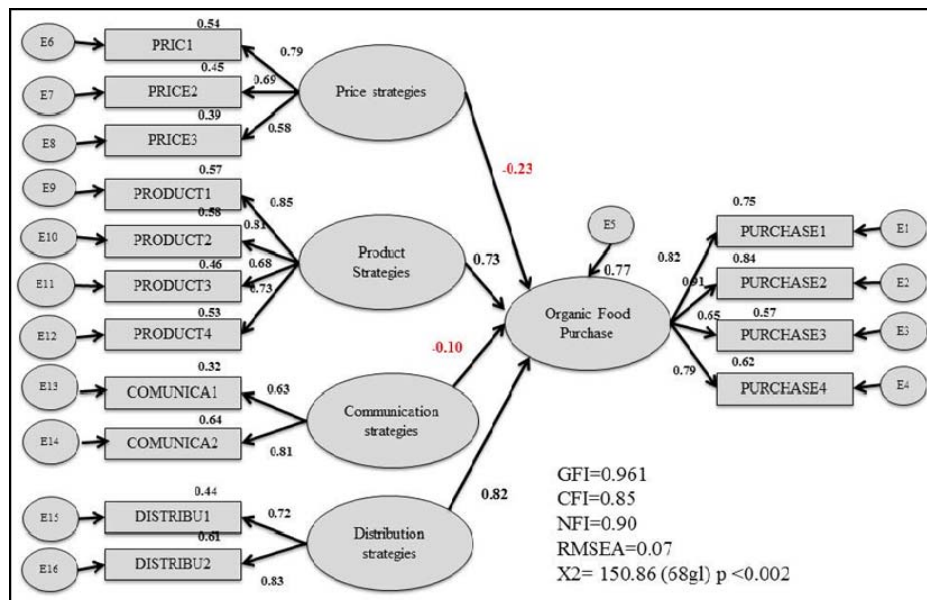 0.54
E6
PRIC1
0.79
0.45
E7
PRICE2
0.69
Price strategies
0.39
E8
PRICE3
0.58
-0.23
0.57
E9
PRODUCT1
0.85
0.58
E10
PRODUCT2
0.81
Product
Strategies
0.46
E11
PRODUCT3
0.68
0.73
0.53
E12
PRODUCT4
0.73
E5
0.77
Organic Food
Purchase
0.75
PURCHASE1
E1
0.82
0.84
PURCHASE2
E2
0.91
0.57
PURCHASE3
E3
0.65
0.62
PURCHASE4
E4
0.79
-0.10
0.32
E13
COMUNICA1
0.63
0.64
E14
COMUNICA2
0.81
Communication
strategies
0.44
E15
DISTRIBU1
0.72
0.61
E16
DISTRIBU2
0.83
Distribution
strategies
0.82
GFI=0.961
CFI=0.85
NFI=0.90
RMSEA=0.07
X2= 150.86 (68gl) p <0.002